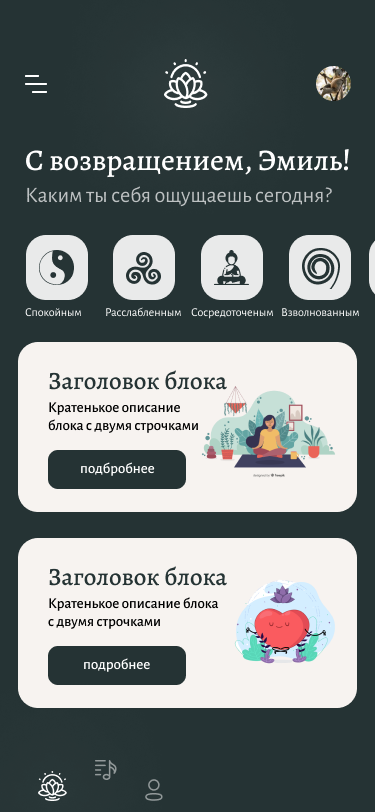 С возвращением, Эмиль!
Каким ты себя ощущаешь сегодня?
Спокойным
Расслабленным
Сосредоточеным
Взволнованным
Заголовок блока
Кратенькое описание
блока с двумя строчками
подбробнее
Заголовок блока
Кратенькое описание блока
с двумя строчками
подробнее